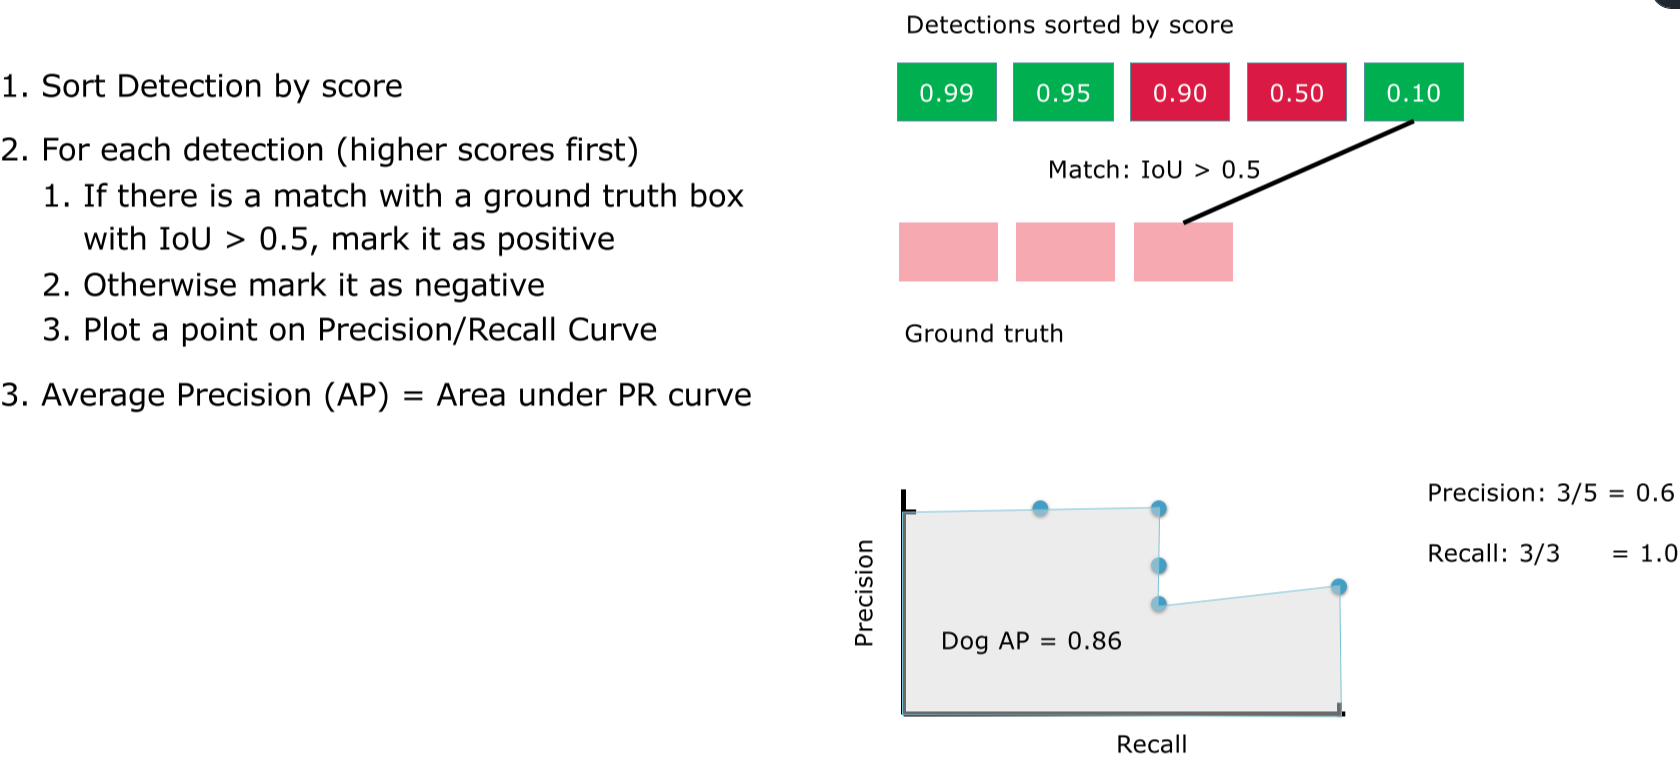 1. Sort Detection by score
2. For each detection (higher scores first)
1. If there is a match with a ground truth box
with IoU > 0.5, mark it as positive
2. Otherwise mark it as negative
3. Plot a point on Precision/Recall Curve
3. Average Precision (AP) = Area under PR curve
Detections sorted by score
0.99 0.95 0.90 0.50 0.10
Match: IoU > 0.5
Ground truth
Precision: 3/5 = 0.6
Recall: 3/3 = 1.0
Precision
Dog AP = 0.86
Recall